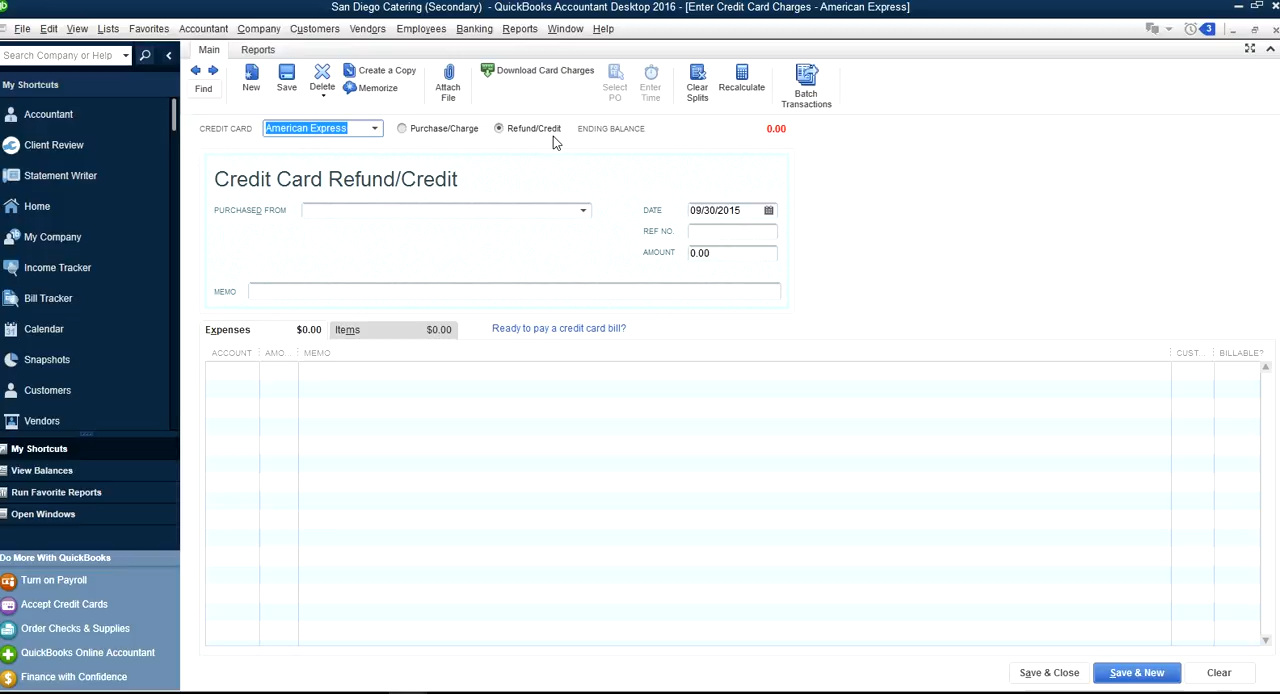 San Diego Catering (Secondary) - QuickBooks Accountant Desktop 2016 - [Enter Credit Card Charges - American Express]
File Edit View Lists Favorites Accountant Company Customers Vendors Employees Banking Reports Window Help
3
Search Company or Help
Main Reports
Find
New
Save
Delete
Create a Copy
Memorize
Attach
File
Download Card Charges
Select
PO
Enter
Time
Clear
Splits
Recalculate
Batch
Transactions
My Shortcuts
Accountant
Client Review
Statement Writer
Home
My Company
Income Tracker
Bill Tracker
Calendar
Snapshots
Customers
Vendors
My Shortcuts
View Balances
Run Favorite Reports
Open Windows
Do More With QuickBooks
Turn on Payroll
Accept Credit Cards
Order Checks & Supplies
QuickBooks Online Accountant
Finance with Confidence
CREDIT CARD American Express Purchase/Charge Refund/Credit ENDING BALANCE 0.00
Credit Card Refund/Credit
PURCHASED FROM
DATE 09/30/2015
REF NO.
AMOUNT 0.00
MEMO
Expenses $0.00 Items $0.00 Ready to pay a credit card bill?
ACCOUNT AMO... MEMO CUST... BILLABLE?
Save & Close Save & New Clear